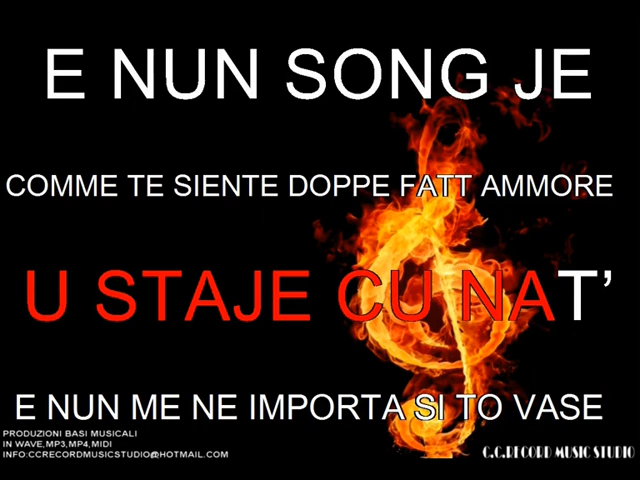 E NUN SONG JE
COMME TE SIENTE DOPPE FATT AMMORE
U STAJE CU NAT’
E NUN ME NE IMPORTA SI TO VASE
PRODUZIONI BASI MUSICALI
IN WAVE,MP3,MP4,MIDI
INFO:CCRECORDMUSICSTUDIO@HOTMAIL.COM
C.C.RECORD MUSIC STUDIO